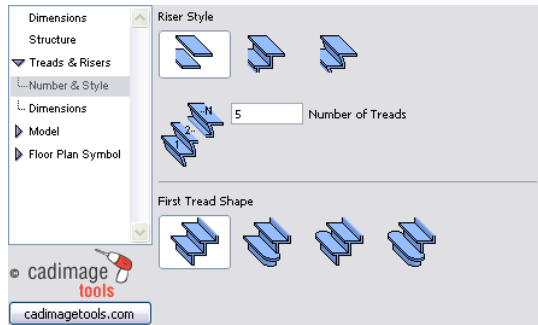 Dimensions
Structure
Treads & Risers
Number & Style
Dimensions
Model
Floor Plan Symbol
© cadimage
tools
cadimagetools.com
Riser Style
1 2.. ..N
5 Number of Treads
First Tread Shape